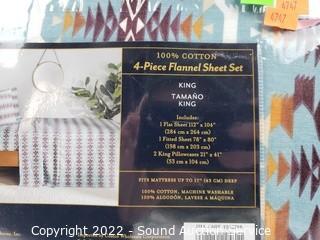 4747
4747
100% COTTON
4-Piece Flannel Sheet Set
KING
TAMAÑO
KING
Includes:
1 Flat Sheet 112" x 104"
(284 cm x 264 cm)
1 Fitted Sheet 78" x 80"
(198 cm x 203 cm)
2 King Pillowcases 21" x 41"
(53 cm x 104 cm)
FITS MATTRESS UP TO 17" (43 CM) DEEP
100% COTTON, MACHINE WASHABLE
100% ALGODÓN, LAVESE A MÁQUINA
Copyright 2022 - Sound Auction Service